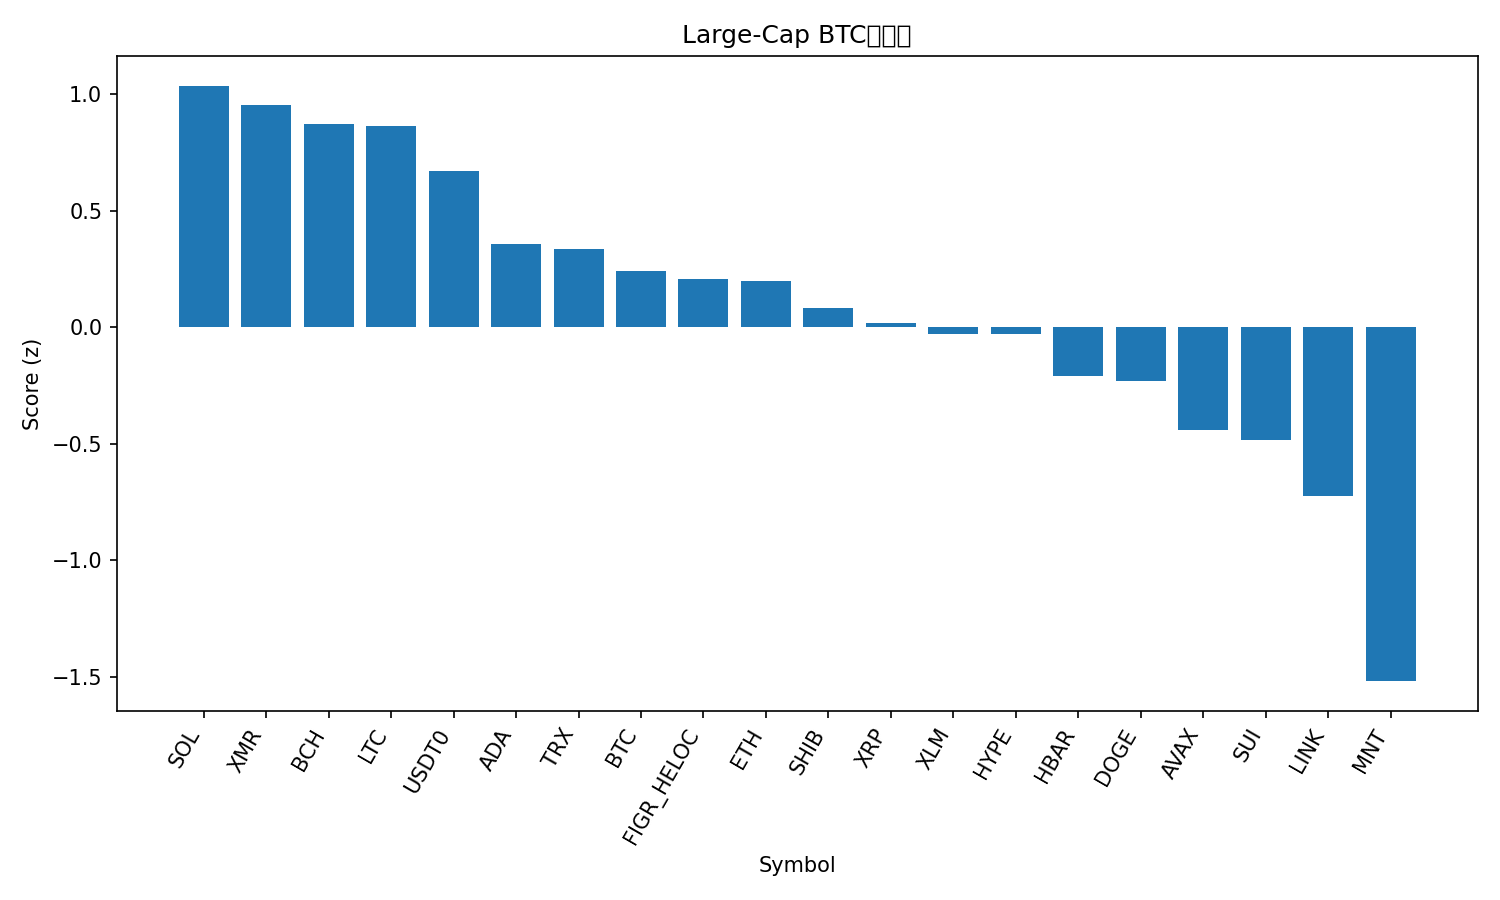 Large-Cap BTC
Score (z)
1.0
0.5
0.0
−0.5
−1.0
−1.5
SOL
XMR
BCH
LTC
USDT0
ADA
TRX
BTC
FIGR_HELOC
ETH
SHIB
XRP
XLM
HYPE
HBAR
DOGE
AVAX
SUI
LINK
MNT
Symbol